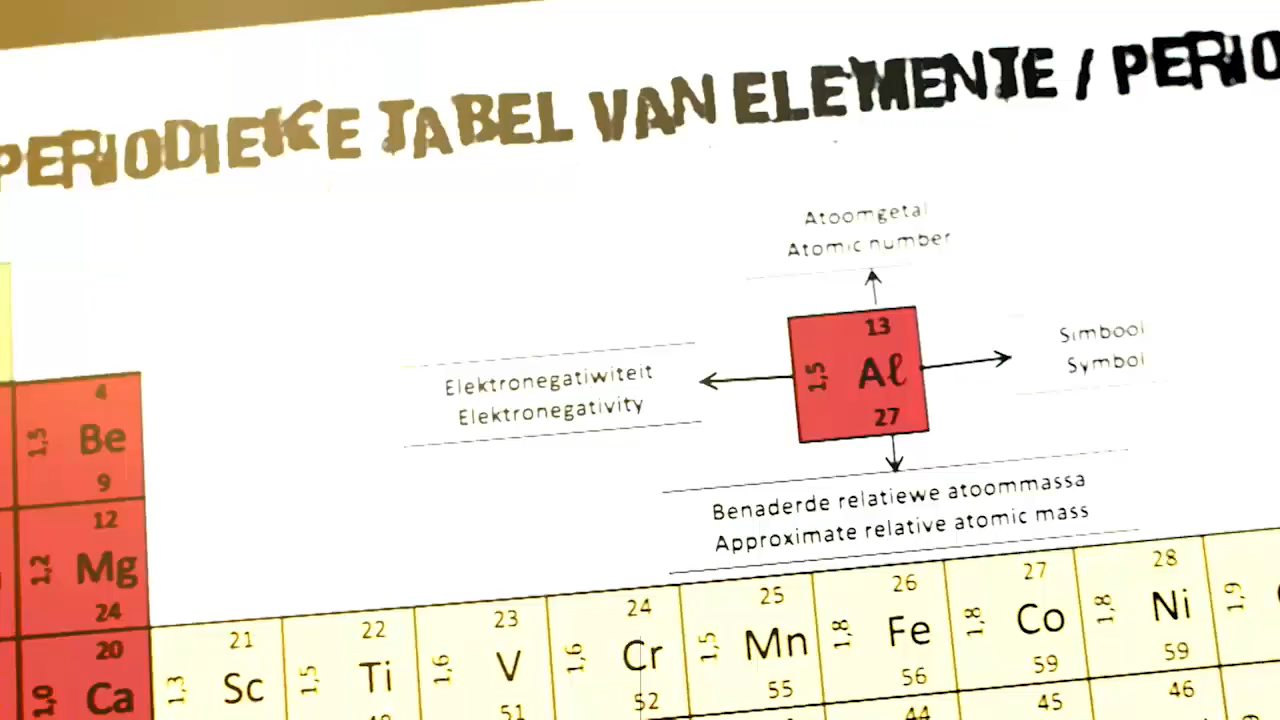 PERIODIEKE TABEL VAN ELEMENTE / PERIO
Atoomgetal
Atomic number
13
1,5 Al
27
Simbool
Symbol
Elektronegatiwiteit
Elektronegativity
Benaderde relatiewe atoommassa
Approximate relative atomic mass
4
1,5 Be
9
12
1,2 Mg
24
20
1,0 Ca
21 22 23 24 25 26 27 28
1,3 Sc 1,5 Ti 1,6 V 1,6 Cr 1,5 Mn 1,8 Fe 1,8 Co 1,8 Ni 1,9
51 52 55 56 59 59
44 45 46